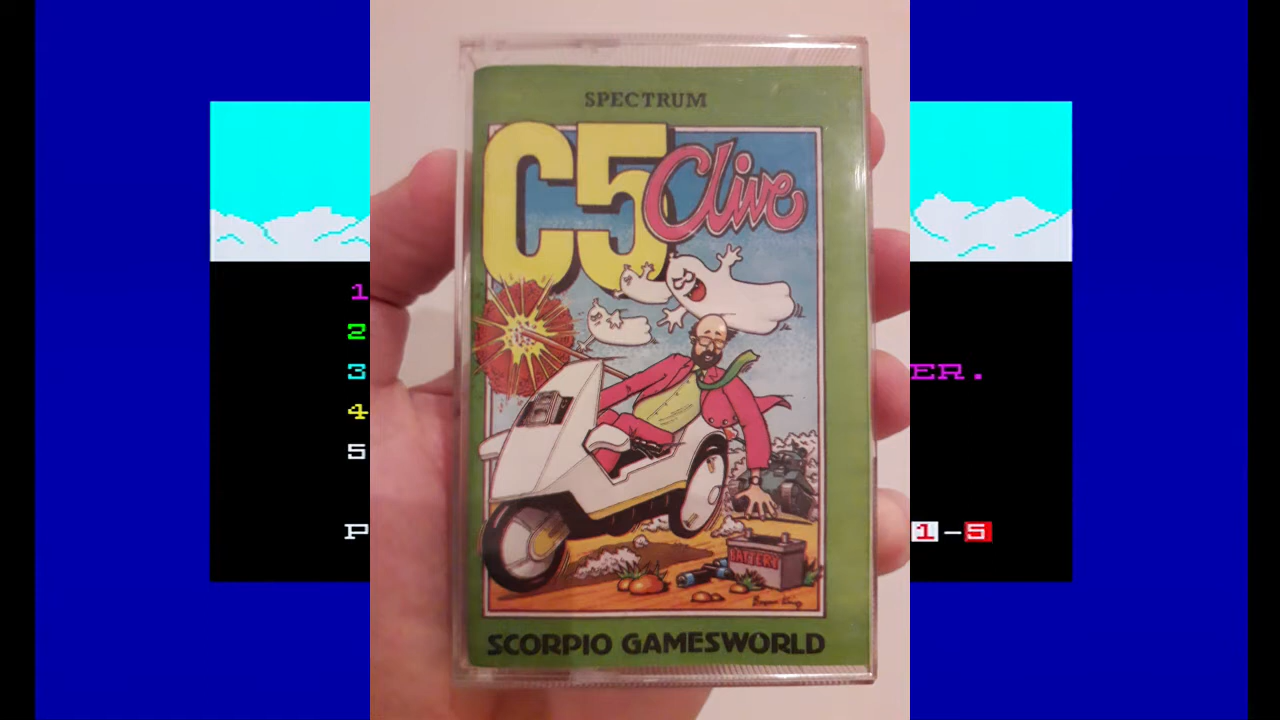 SPECTRUM
C5 Clive
1
2
3 ER.
4
5
P 1-5
BATTERY
SCORPIO GAMESWORLD